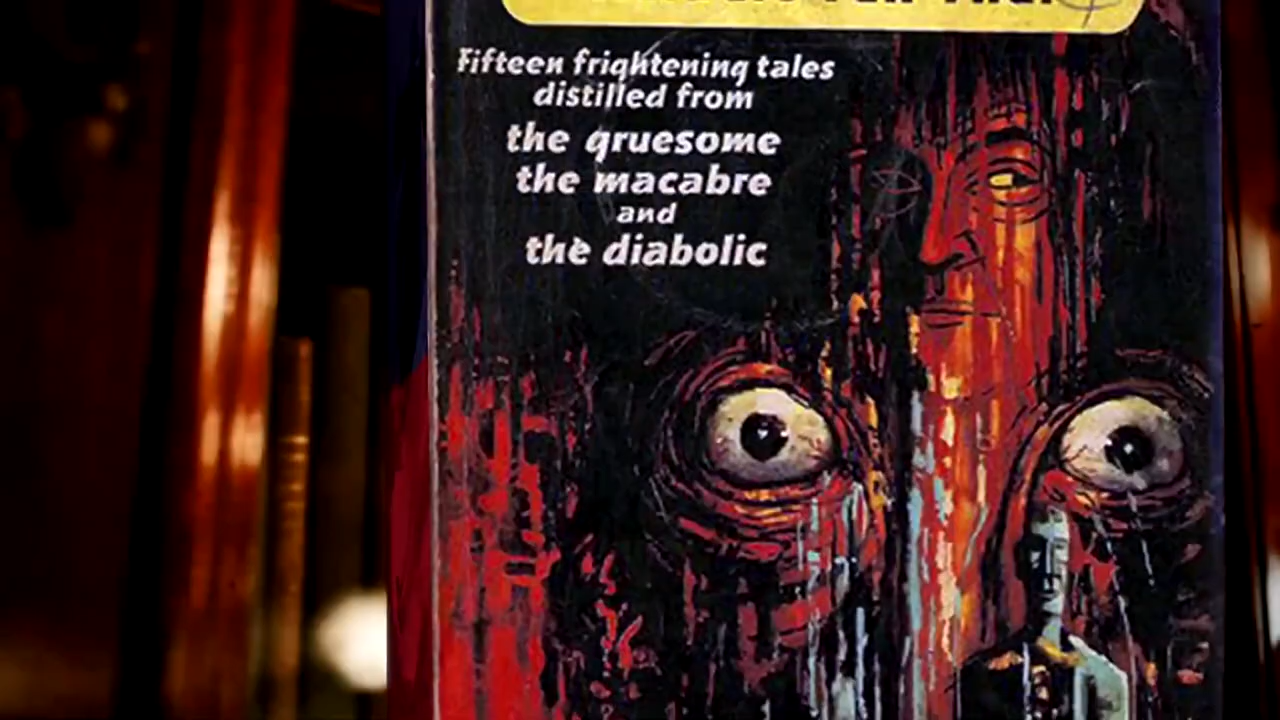 Fifteen frightening tales
distilled from
the gruesome
the macabre
and
the diabolic